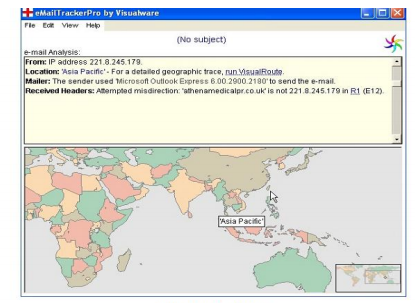 eMailTrackerPro by Visualware
File Edit View Help
(No subject)
e-mail Analysis:
From: IP address 221.8.245.179.
Location: 'Asia Pacific' - For a detailed geographic trace, run VisualRoute.
Mailer: The sender used 'Microsoft Outlook Express 6.00.2900.2180' to send the e-mail.
Received Headers: Attempted misdirection: 'athenamedicalpr.co.uk' is not 221.8.245.179 in R1 (E12).
'Asia Pacific'